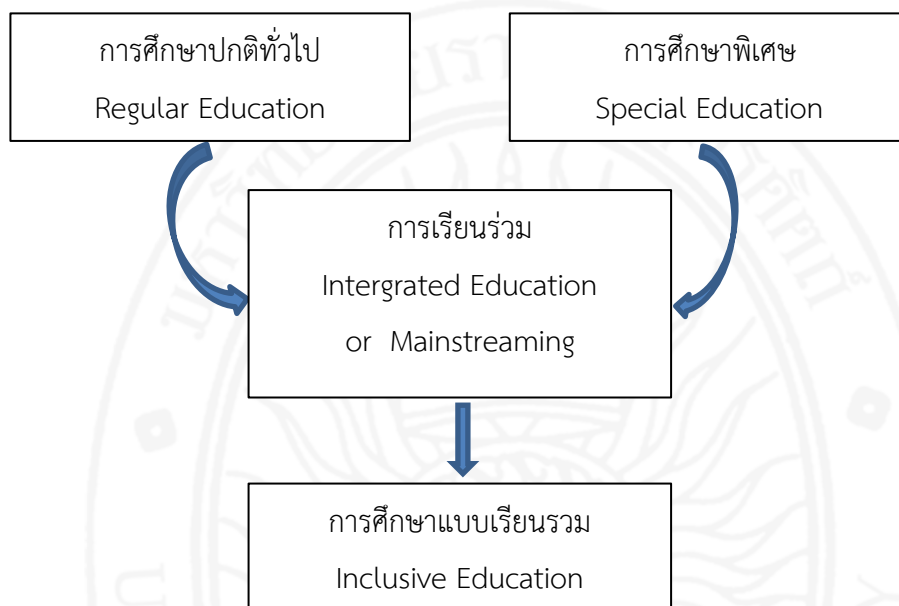 การศึกษาปกติทั่วไป
Regular Education
การศึกษาพิเศษ
Special Education
การเรียนร่วม
Intergrated Education
or Mainstreaming
การศึกษาแบบเรียนรวม
Inclusive Education